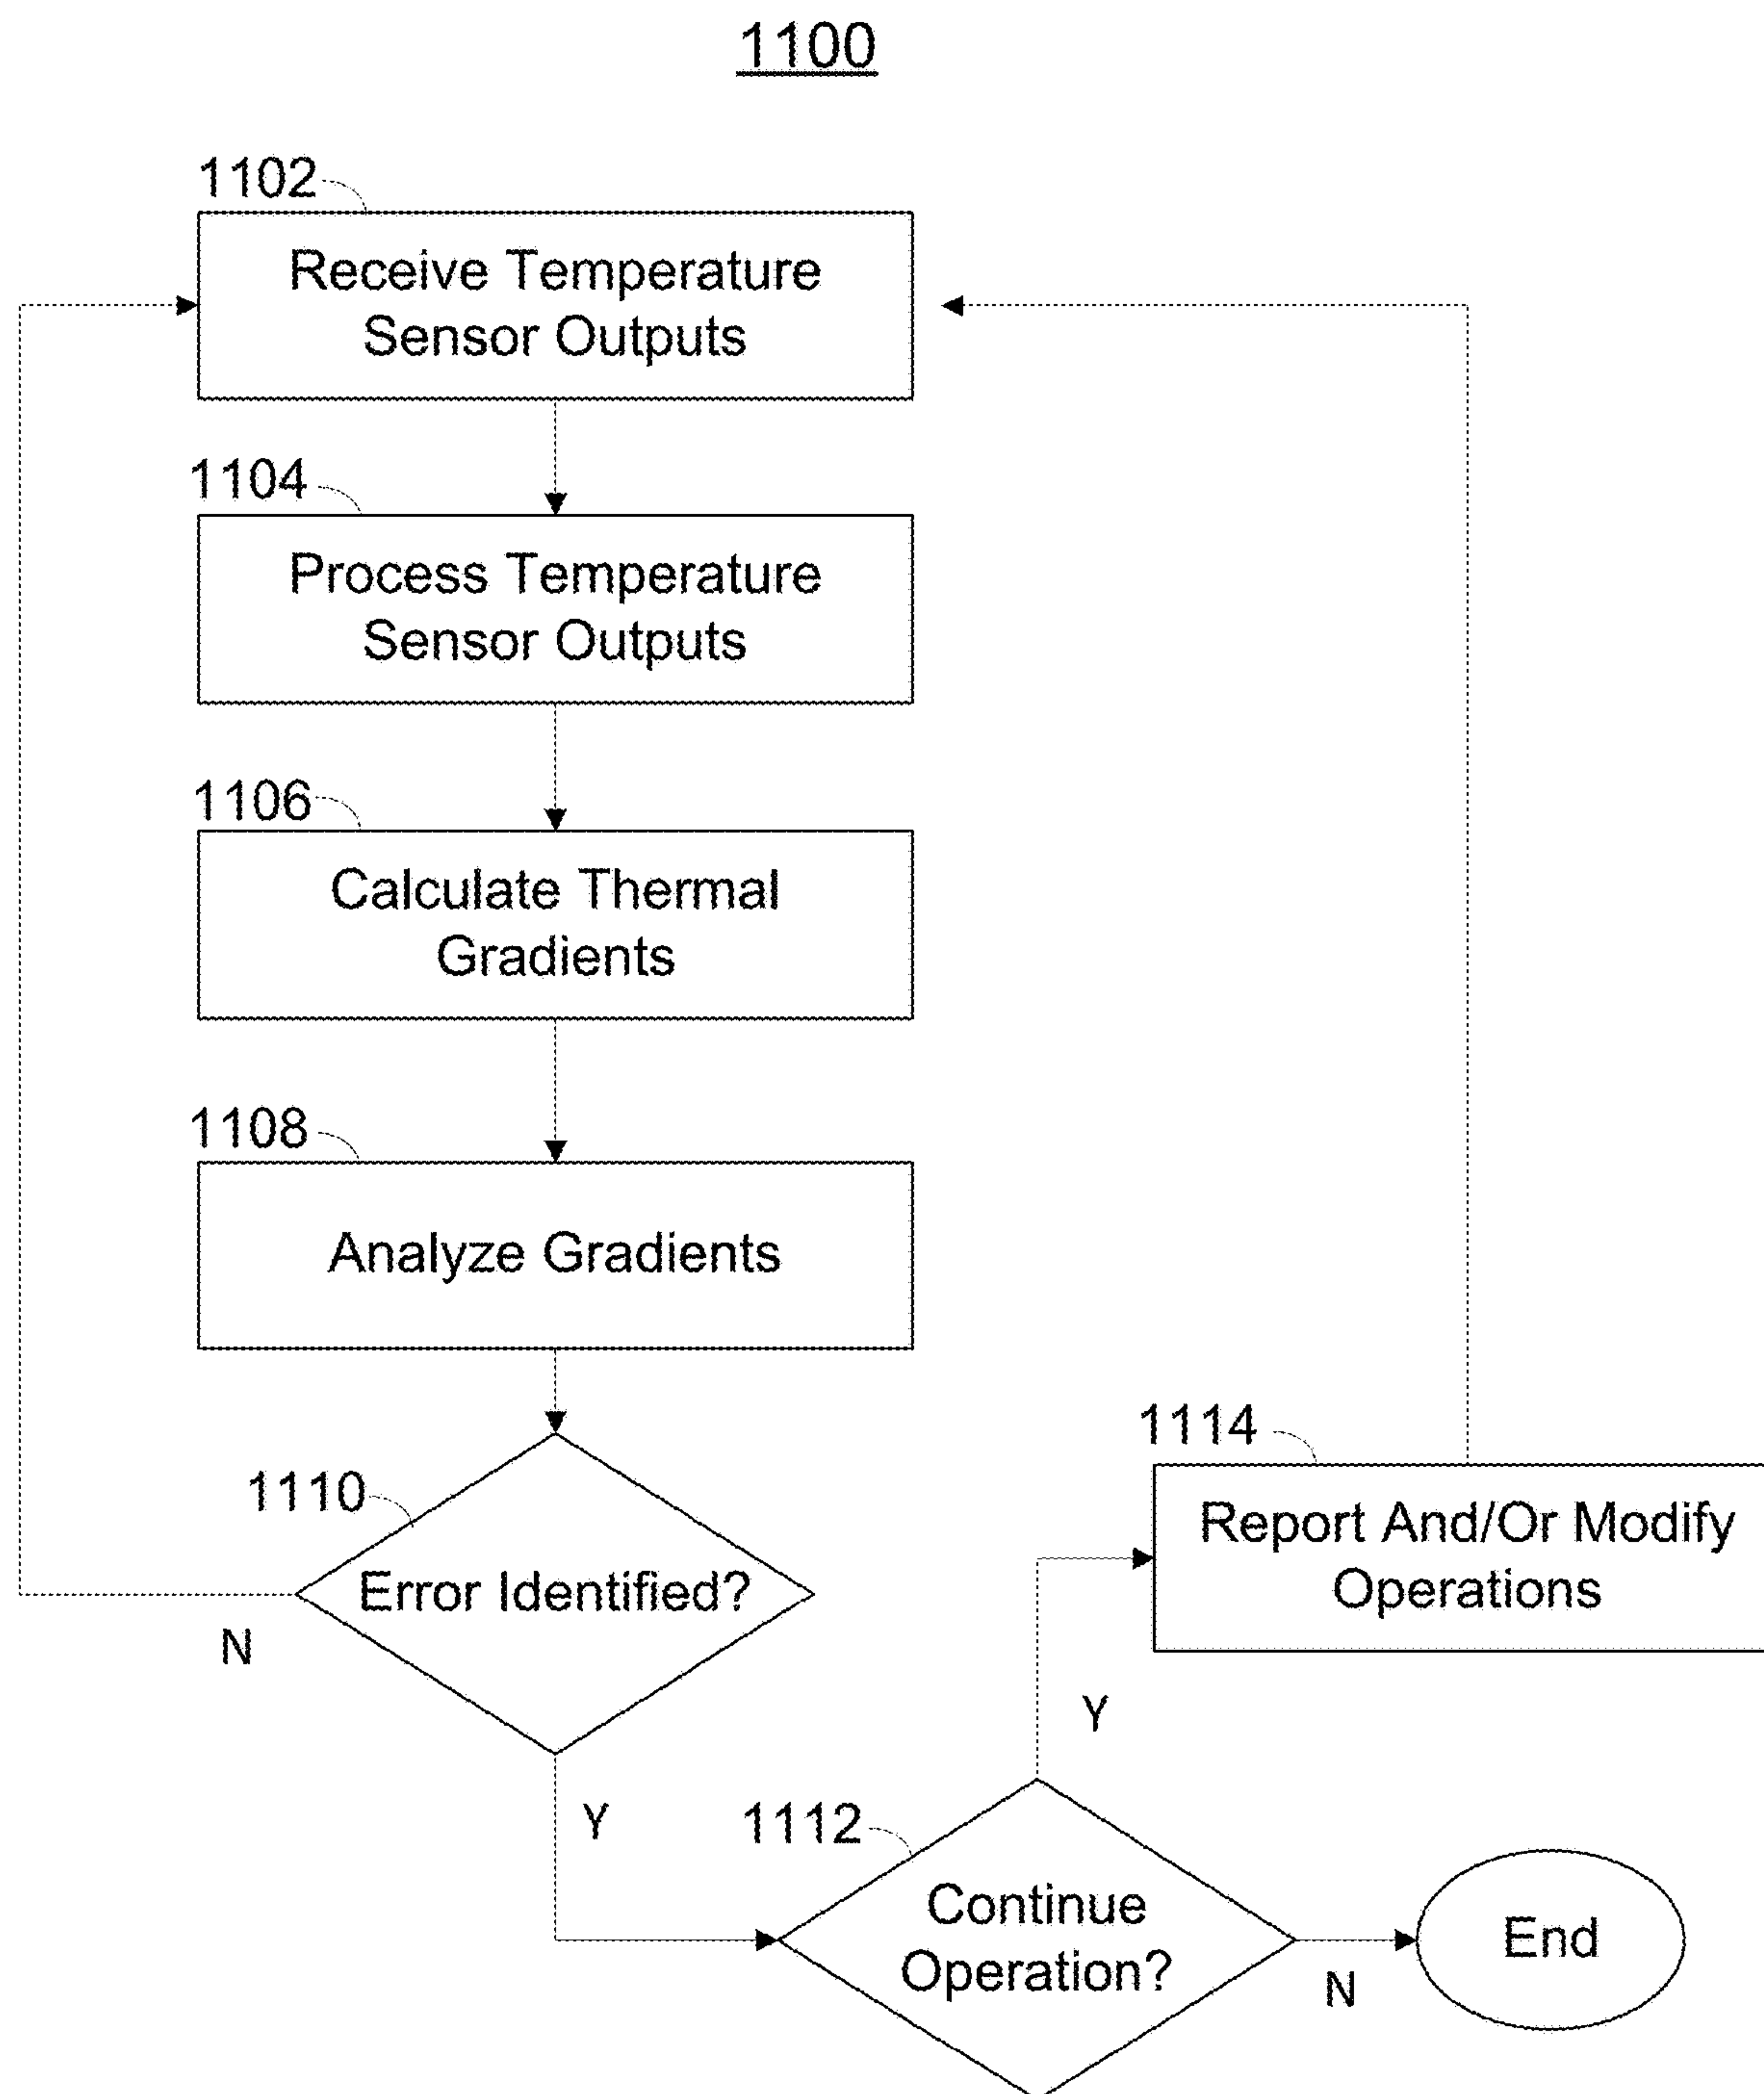 1100
1102
Receive Temperature
Sensor Outputs
1104
Process Temperature
Sensor Outputs
1106
Calculate Thermal
Gradients
1108
Analyze Gradients
1110
Error Identified?
N
Y
1114
Report And/Or Modify
Operations
Y
1112
Continue
Operation?
N
End